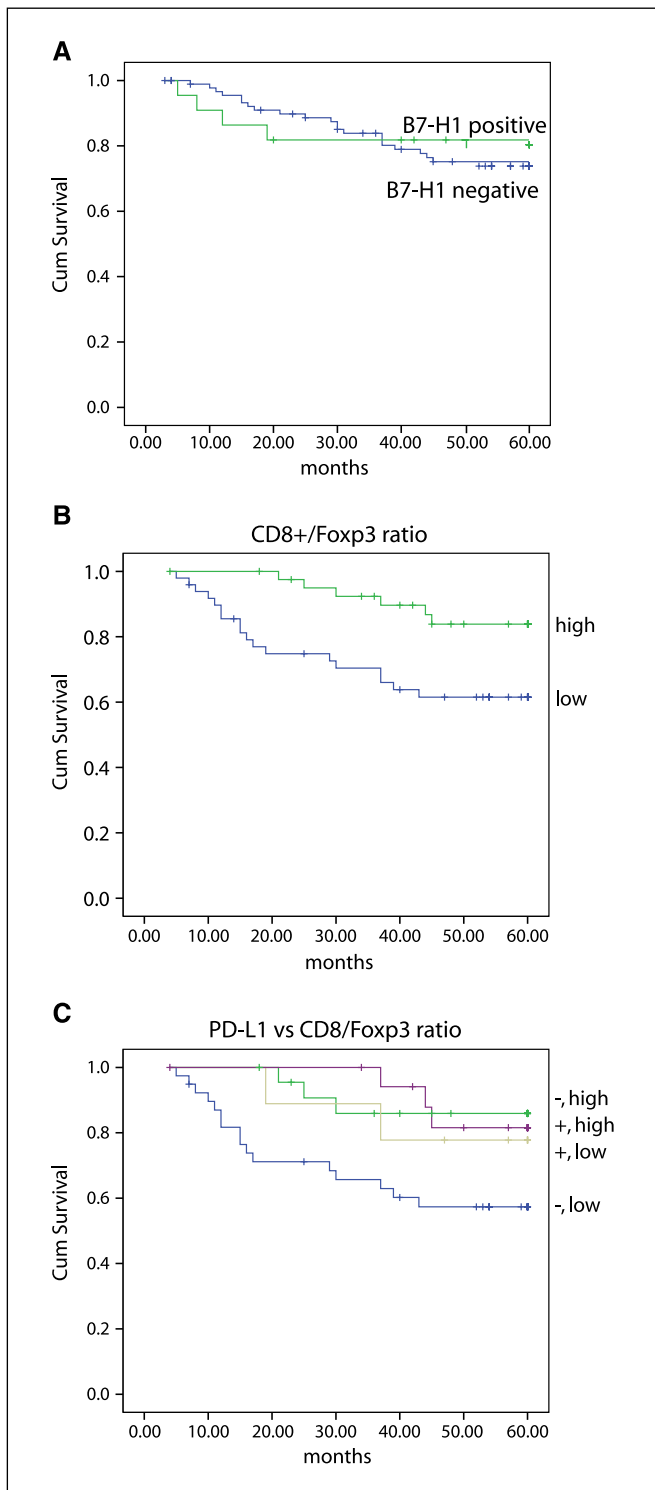 A
1.0
0.8
0.6
0.4
0.2
0.0
Cum Survival
B7-H1 positive
B7-H1 negative
0.00 10.00 20.00 30.00 40.00 50.00 60.00
months
B
CD8+/Foxp3 ratio
1.0
0.8
0.6
0.4
0.2
0.0
Cum Survival
high
low
0.00 10.00 20.00 30.00 40.00 50.00 60.00
months
C
PD-L1 vs CD8/Foxp3 ratio
1.0
0.8
0.6
0.4
0.2
0.0
Cum Survival
-, high
+, high
+, low
-, low
0.00 10.00 20.00 30.00 40.00 50.00 60.00
months